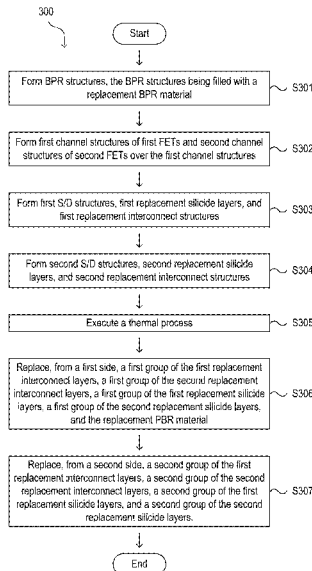 300
Start
Form BPR structures, the BPR structures being filled with a
replacement BPR material
S301
Form first channel structures of first FETs and second channel
structures of second FETs over the first channel structures
S302
Form first S/D structures, first replacement silicide layers, and
first replacement interconnect structures
S303
Form second S/D structures, second replacement silicide
layers, and second replacement interconnect structures
S304
Execute a thermal process
S305
Replace, from a first side, a first group of the first replacement
interconnect layers, a first group of the second replacement
interconnect layers, a first group of the first replacement silicide
layers, a first group of the second replacement silicide layers,
and the replacement PBR material
S306
Replace, from a second side, a second group of the first
replacement interconnect layers, a second group of the second
replacement interconnect layers, a second group of the first
replacement silicide layers, and a second group of the second
replacement silicide layers.
S307
End